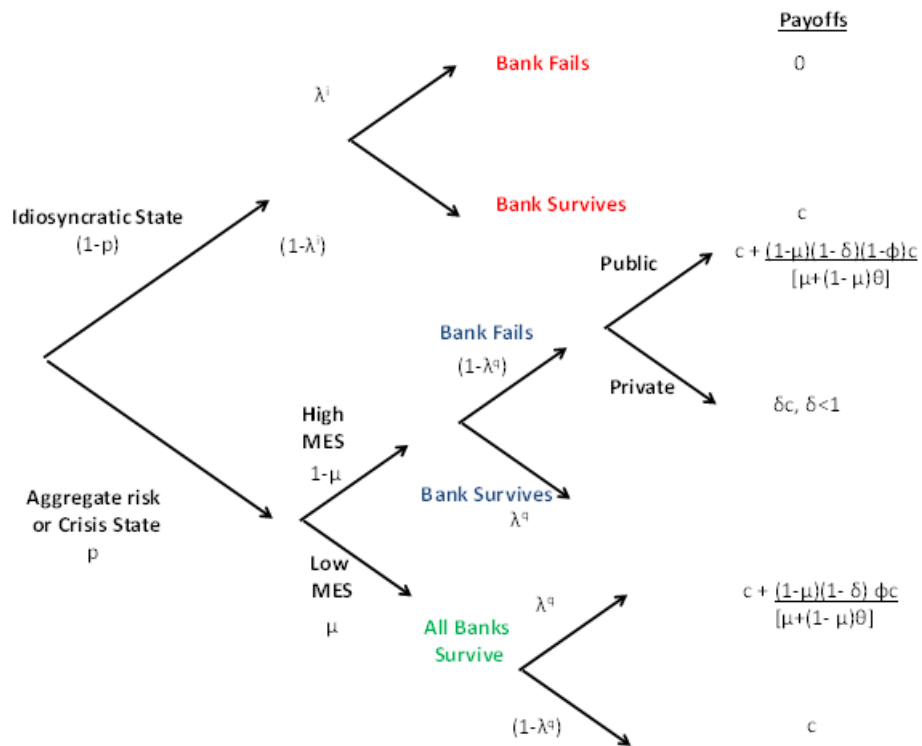 Payoffs
Bank Fails
0
λⁱ
Bank Survives
c
Idiosyncratic State
(1-p)
(1-λⁱ)
Public
c + (1-μ)(1- δ)(1-ϕ)c
[μ+(1- μ)θ]
Bank Fails
(1-λ^q)
Private
δc, δ<1
High
MES
1-μ
Bank Survives
λ^q
Aggregate risk
or Crisis State
p
Low
MES
μ
λ^q
c + (1-μ)(1- δ) ϕc
[μ+(1- μ)θ]
All Banks
Survive
(1-λ^q)
c